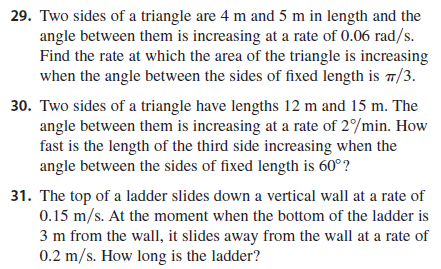 29. Two sides of a triangle are 4 m and 5 m in length and the
angle between them is increasing at a rate of 0.06 rad/s.
Find the rate at which the area of the triangle is increasing
when the angle between the sides of fixed length is π/3.
30. Two sides of a triangle have lengths 12 m and 15 m. The
angle between them is increasing at a rate of 2°/min. How
fast is the length of the third side increasing when the
angle between the sides of fixed length is 60°?
31. The top of a ladder slides down a vertical wall at a rate of
0.15 m/s. At the moment when the bottom of the ladder is
3 m from the wall, it slides away from the wall at a rate of
0.2 m/s. How long is the ladder?